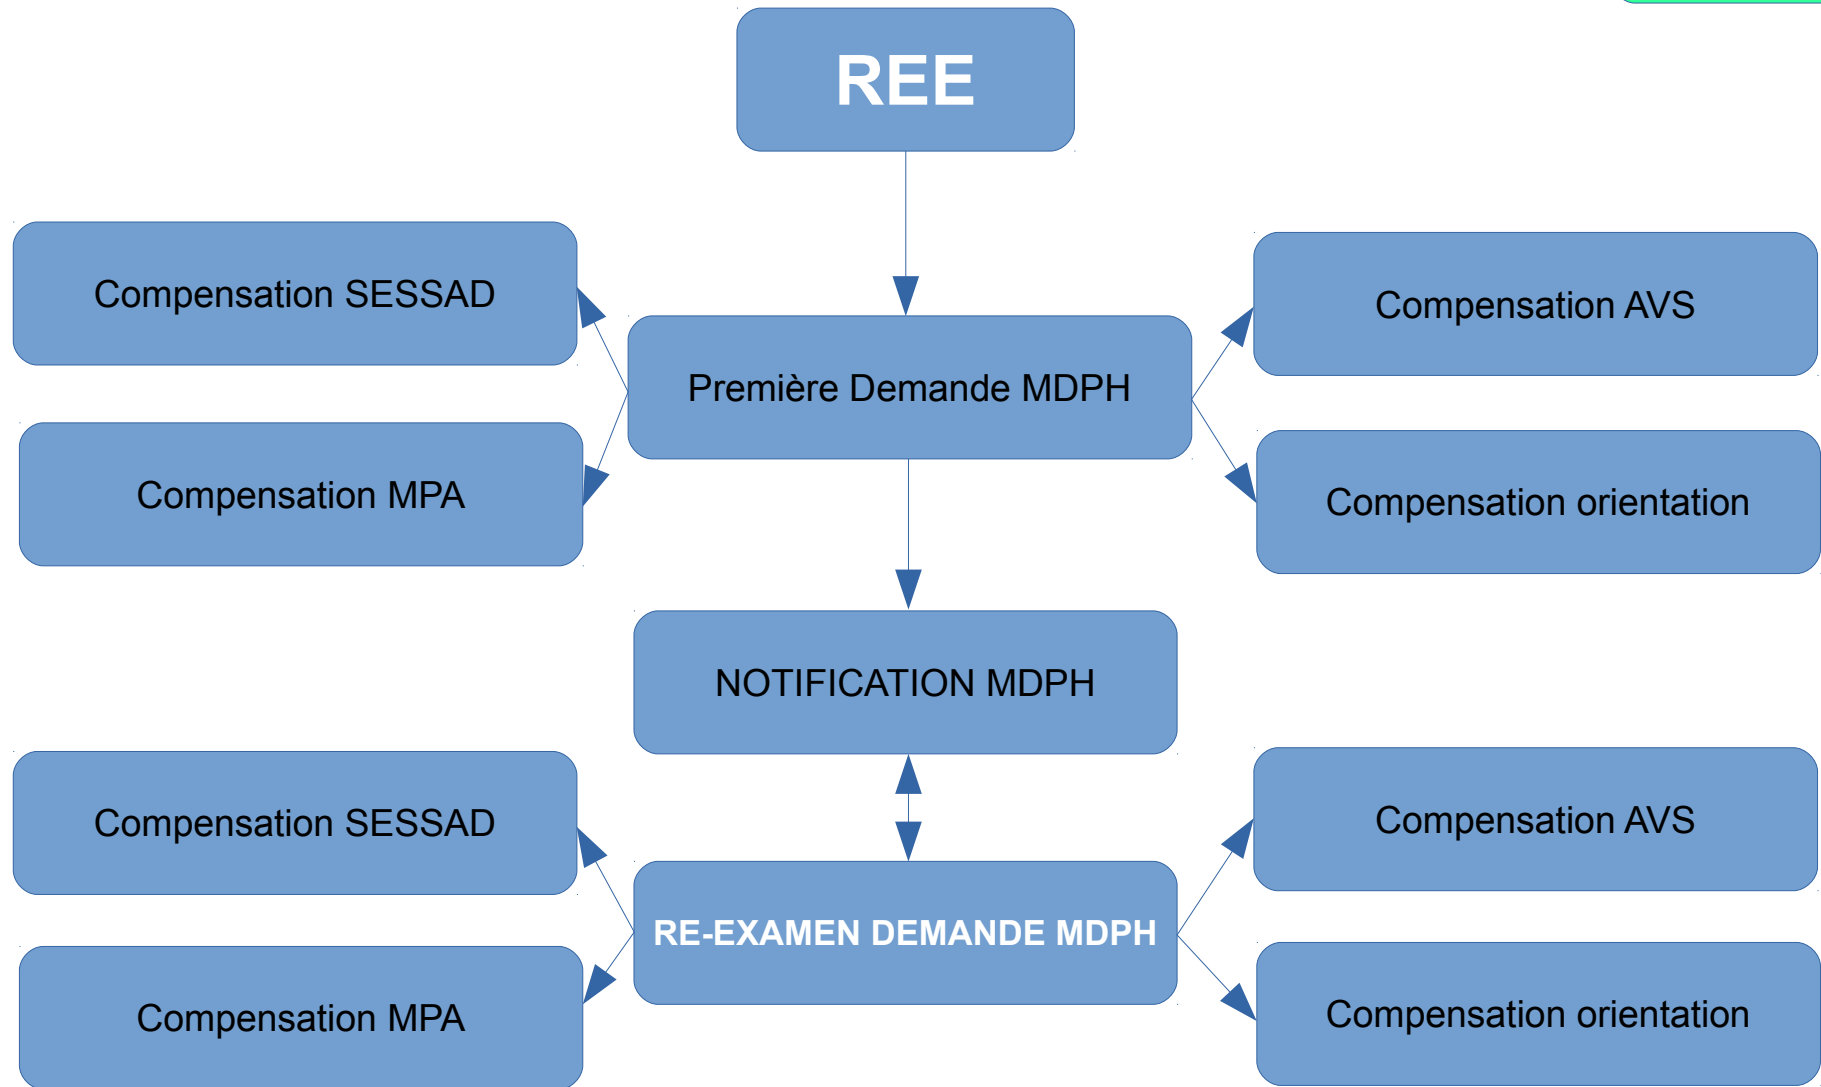 REE
Compensation SESSAD
Compensation AVS
Première Demande MDPH
Compensation MPA
Compensation orientation
NOTIFICATION MDPH
Compensation SESSAD
Compensation AVS
RE-EXAMEN DEMANDE MDPH
Compensation MPA
Compensation orientation